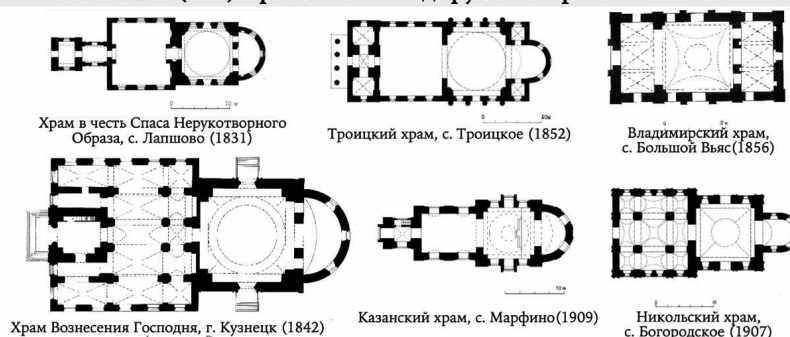 Храм в честь Спаса Нерукотворного
Образа, с. Лапшово (1831)
Троицкий храм, с. Троицкое (1852)
Владимирский храм,
с. Большой Вьяс(1856)
Храм Вознесения Господня, г. Кузнецк (1842)
Казанский храм, с. Марфино(1909)
Никольский храм,
с. Богородское (1907)